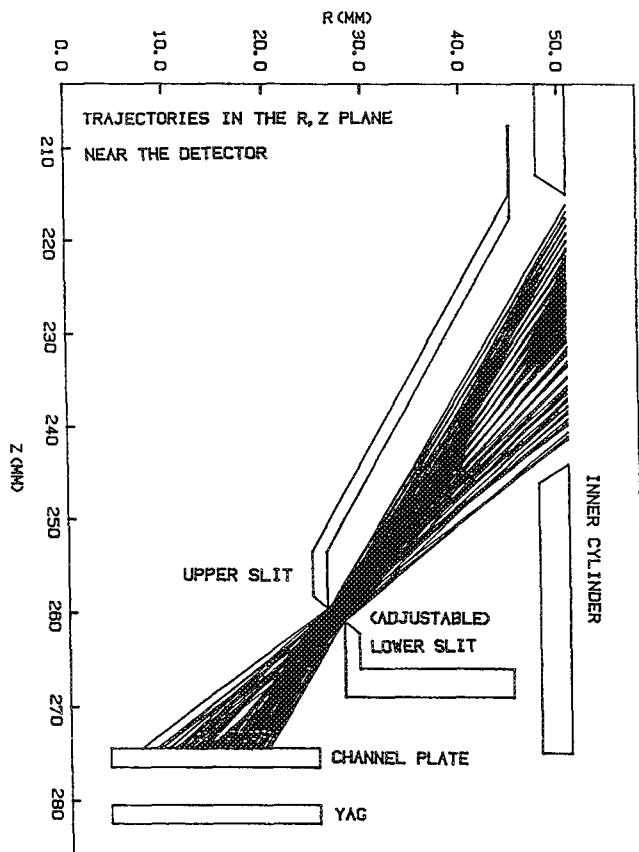 R (MM)
0.0 10.0 20.0 30.0 40.0 50.0
TRAJECTORIES IN THE R,Z PLANE
NEAR THE DETECTOR
210
220
230
240
250
260
270
280
Z (MM)
INNER CYLINDER
UPPER SLIT
(ADJUSTABLE)
LOWER SLIT
CHANNEL PLATE
YAG